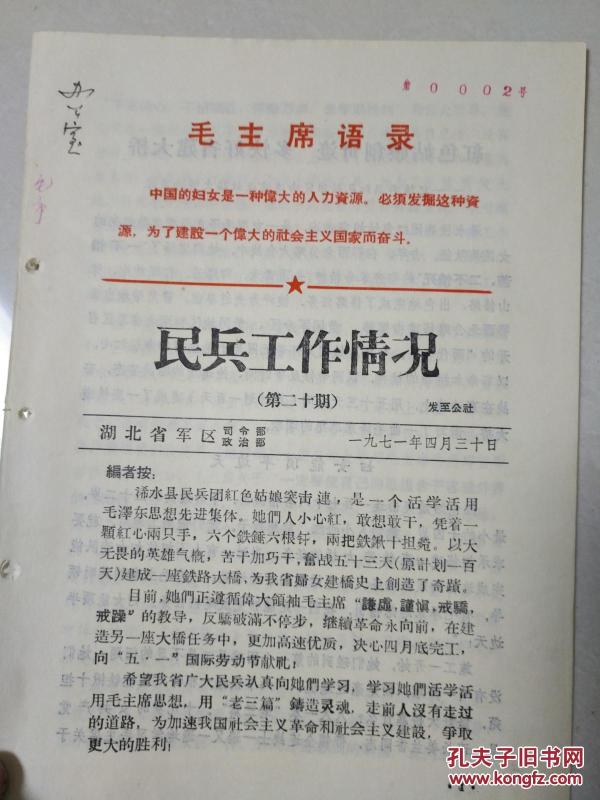 第0002号
办公室
毛主席语录
中国的妇女是一种偉大的人力資源。必須发掘这种資
源，为了建設一个偉大的社会主义国家而奋斗。
民兵工作情况
(第二十期)
发至公社
湖北省军区司令部政治部
一九七一年四月三十日
編者按：
浠水县民兵团紅色姑娘突击連，是一个活学活用
毛澤东思想先进集体。她們人小心紅，敢想敢干，凭着一
顆紅心兩只手，六个鉄錘六根钎，兩把鉄鍬十担蔸。以大
无畏的英雄气概，苦干加巧干，奮战五十三天(原計划一百
天)建成一座鉄路大橋，为我省婦女建橋史上創造了奇蹟。
目前，她們正遵循偉大領袖毛主席“謙虛，謹愼，戒驕，
戒躁”的教导，反驕破滿不停步，继續革命永向前，在建
造另一座大橋任务中，更加高速优质，决心四月底完工，
向“五·一”国际劳动节献礼！
希望我省广大民兵认真向她們学习，学习她們活学活
用毛主席思想，用“老三篇”鑄造灵魂，走前人沒有走过
的道路，为加速我国社会主义革命和社会主义建設，爭取
更大的胜利！
·1·
孔夫子旧书网
www.kongfz.com